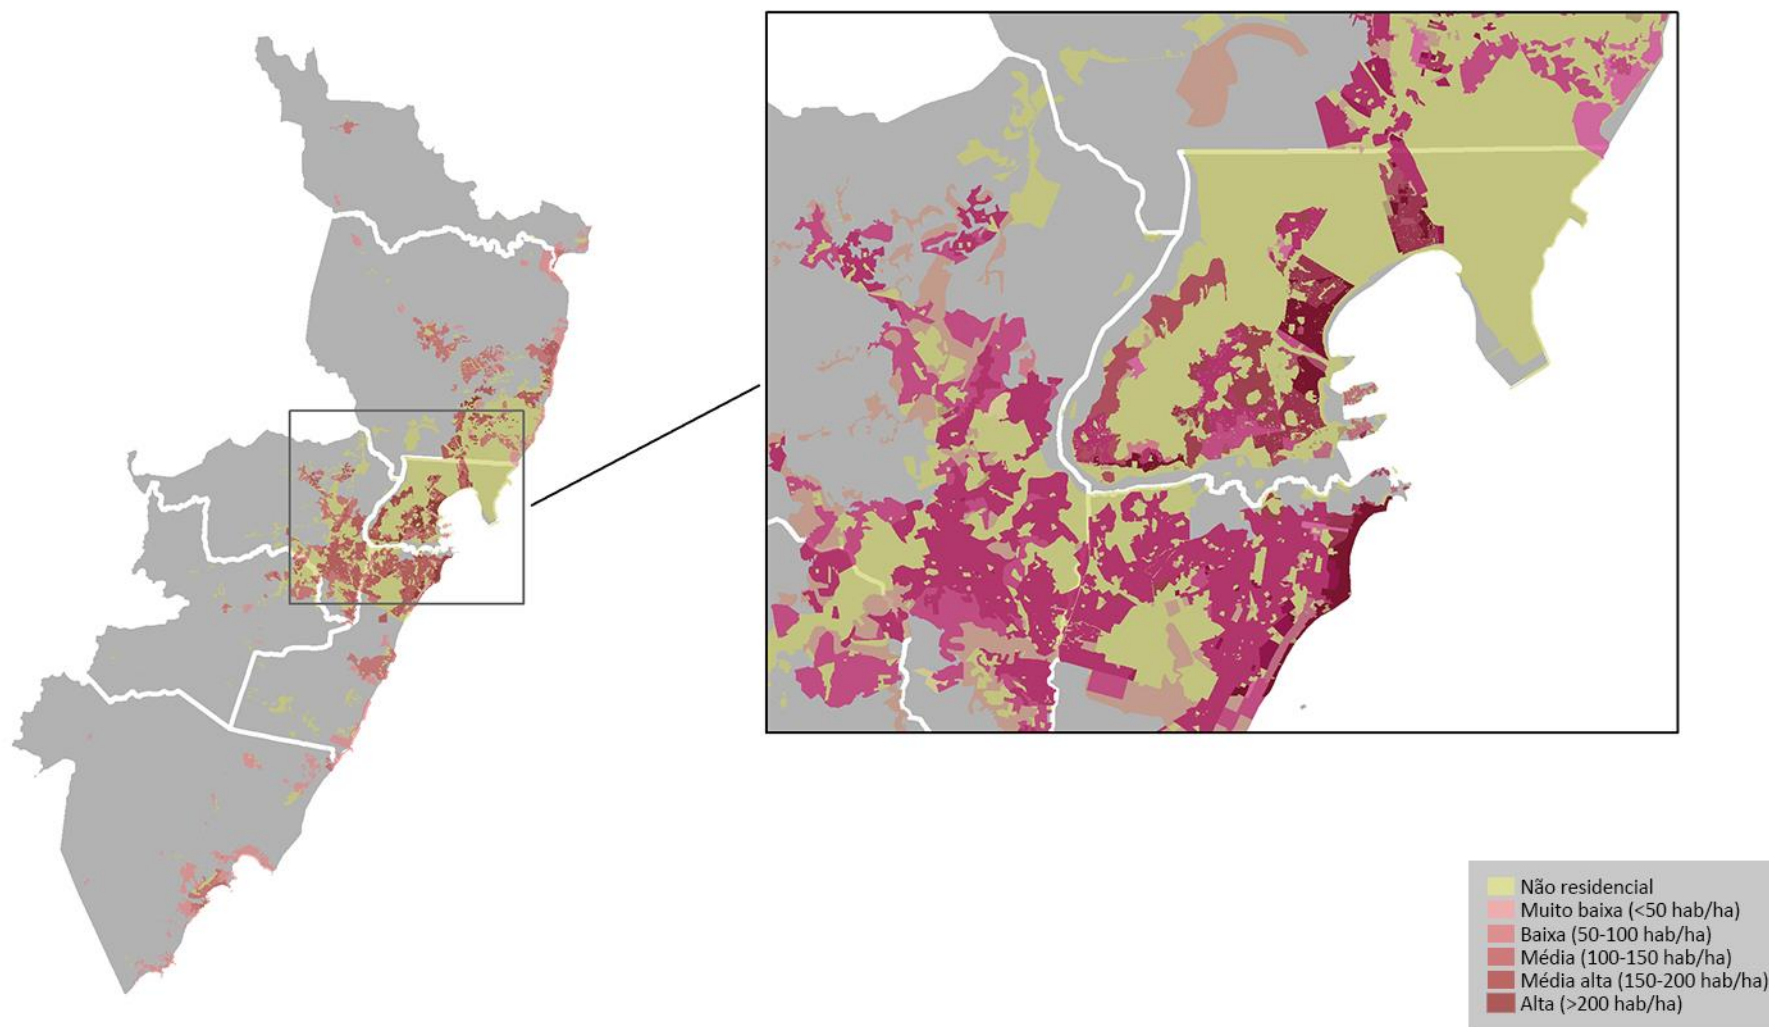 Não residencial
Muito baixa (<50 hab/ha)
Baixa (50-100 hab/ha)
Média (100-150 hab/ha)
Média alta (150-200 hab/ha)
Alta (>200 hab/ha)